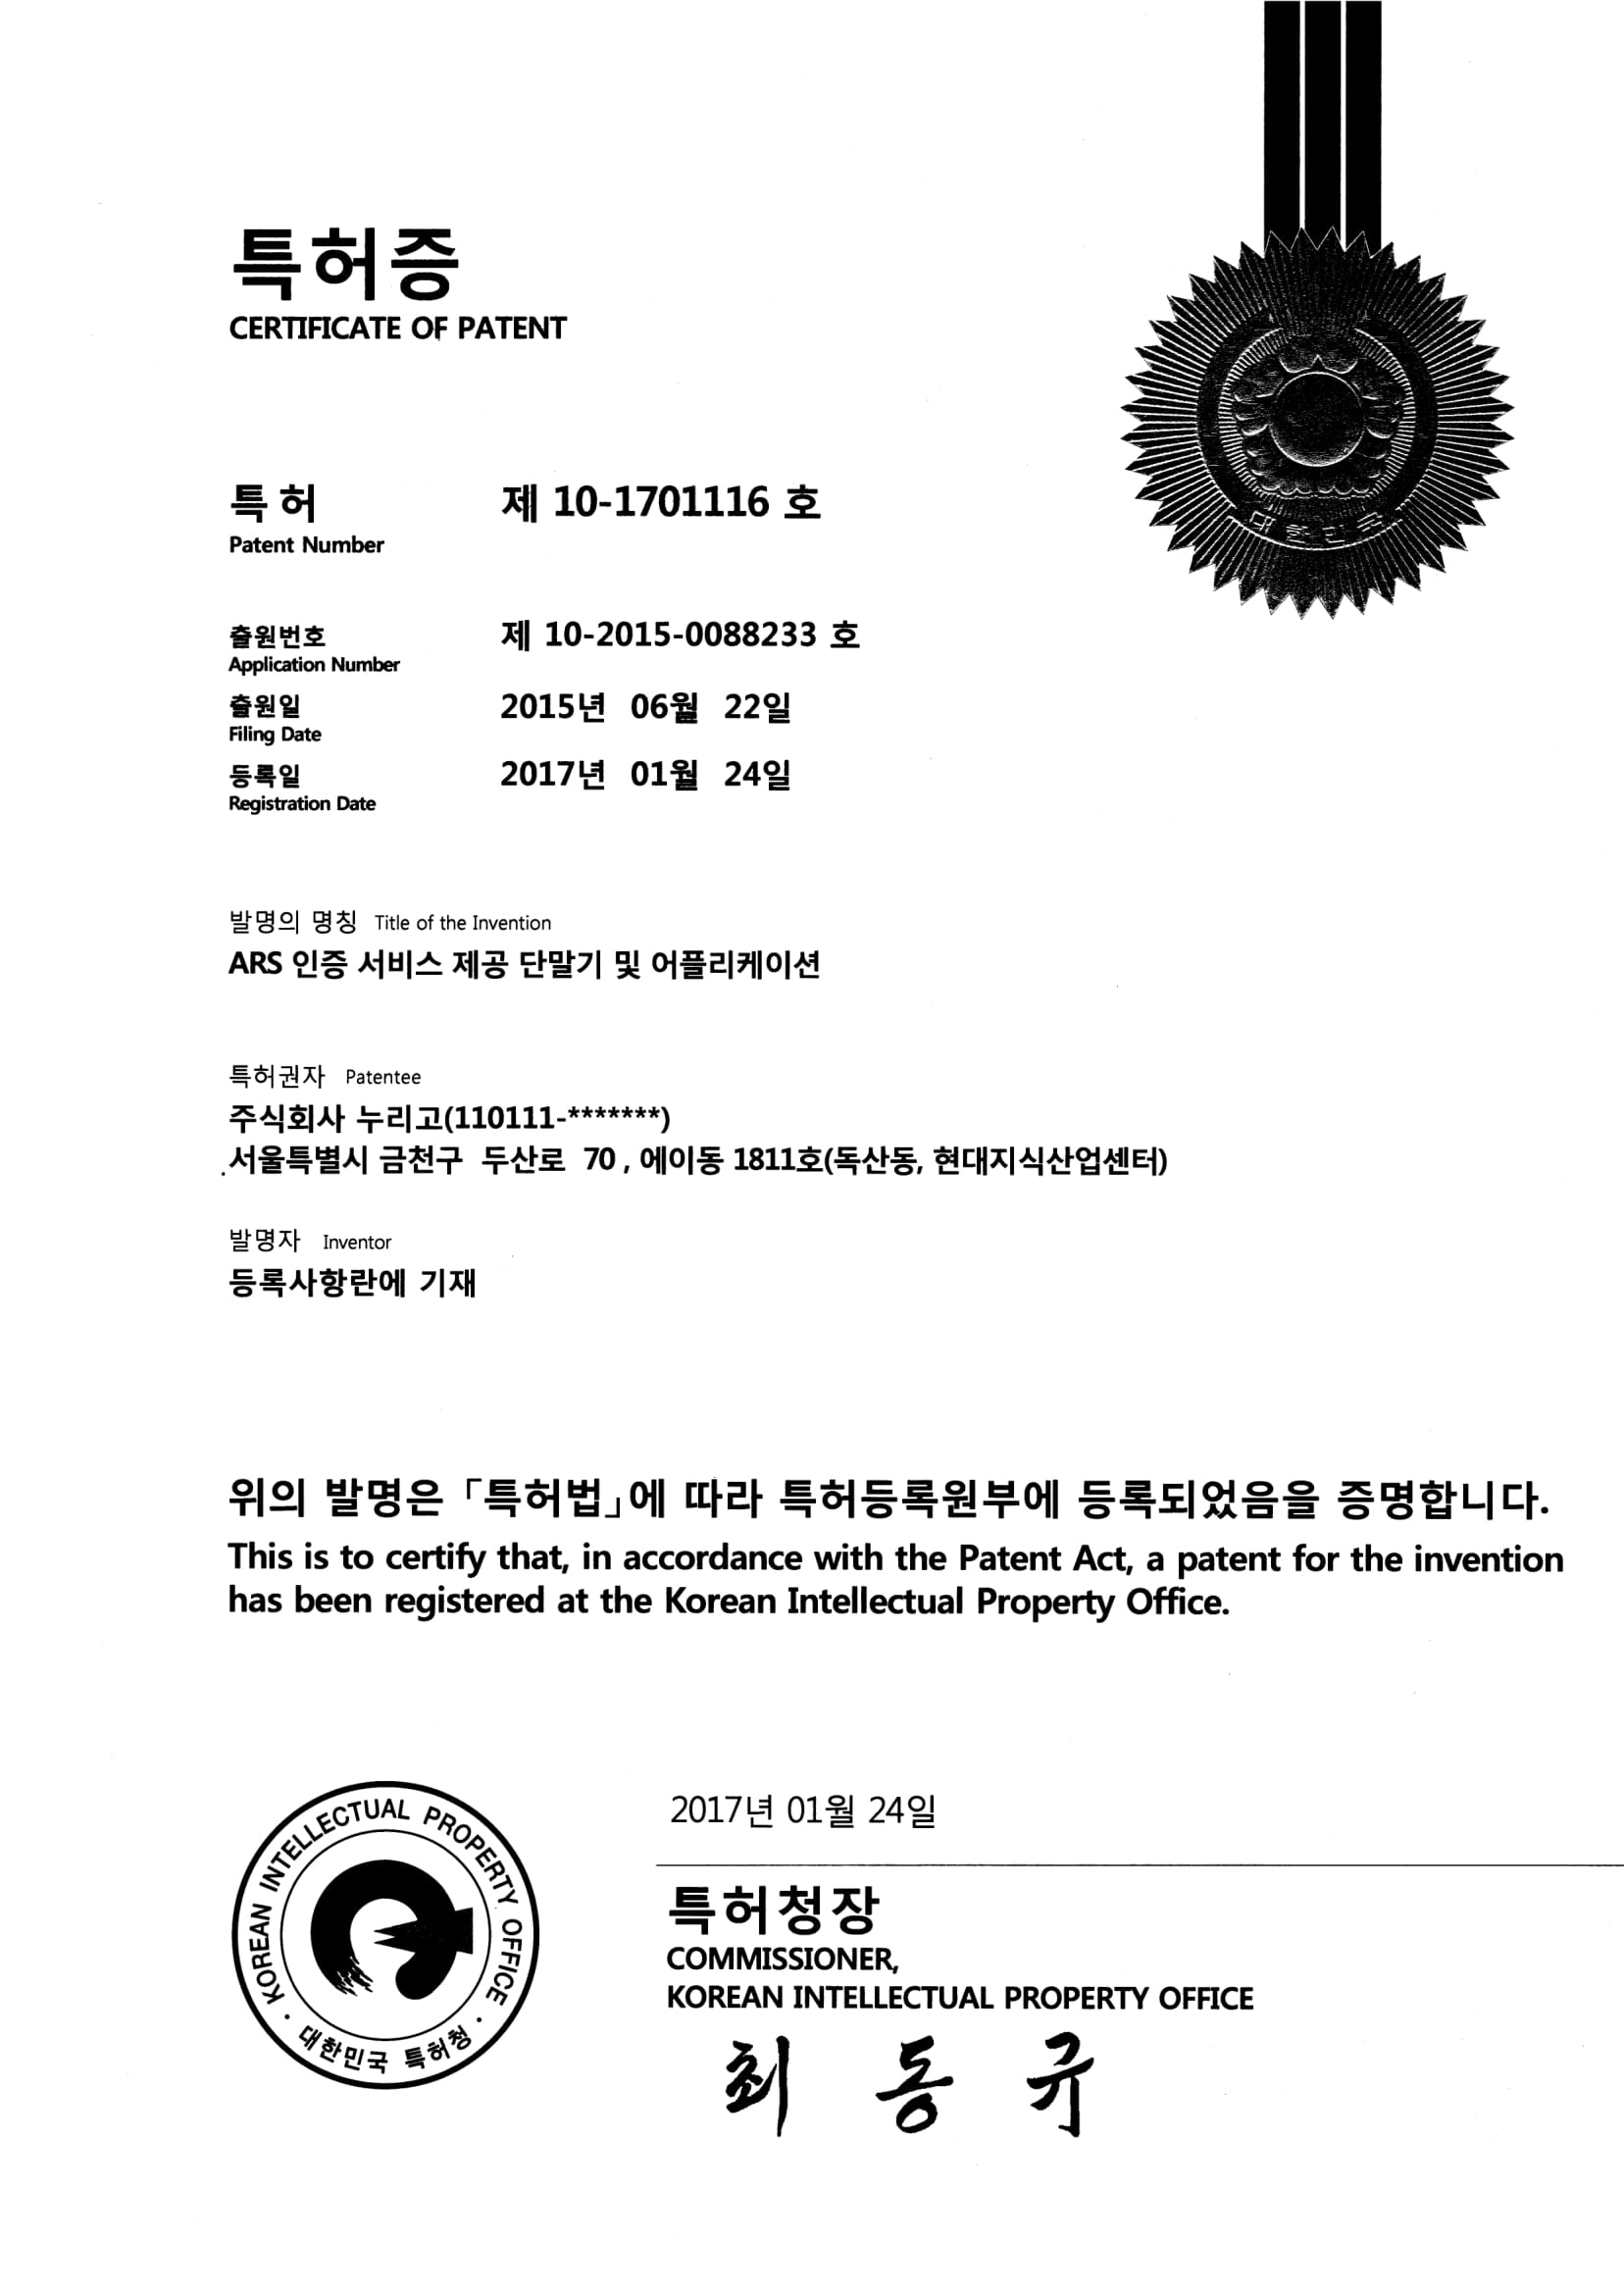 특허증
CERTIFICATE OF PATENT
특 허
제 10-1701116 호
Patent Number
출원번호
제 10-2015-0088233 호
Application Number
출원일
2015년 06월 22일
Filing Date
등록일
2017년 01월 24일
Registration Date
발명의 명칭 Title of the Invention
ARS 인증 서비스 제공 단말기 및 어플리케이션
특허권자 Patentee
주식회사 누리고(110111-*******)
서울특별시 금천구 두산로 70 , 에이동 1811호(독산동, 현대지식산업센터)
발명자 Inventor
등록사항란에 기재
위의 발명은 「특허법」에 따라 특허등록원부에 등록되었음을 증명합니다.
This is to certify that, in accordance with the Patent Act, a patent for the invention
has been registered at the Korean Intellectual Property Office.
2017년 01월 24일
특허청장
COMMISSIONER,
KOREAN INTELLECTUAL PROPERTY OFFICE
최 동 규
KOREAN INTELLECTUAL PROPERTY OFFICE
대한민국 특허청
대한민국